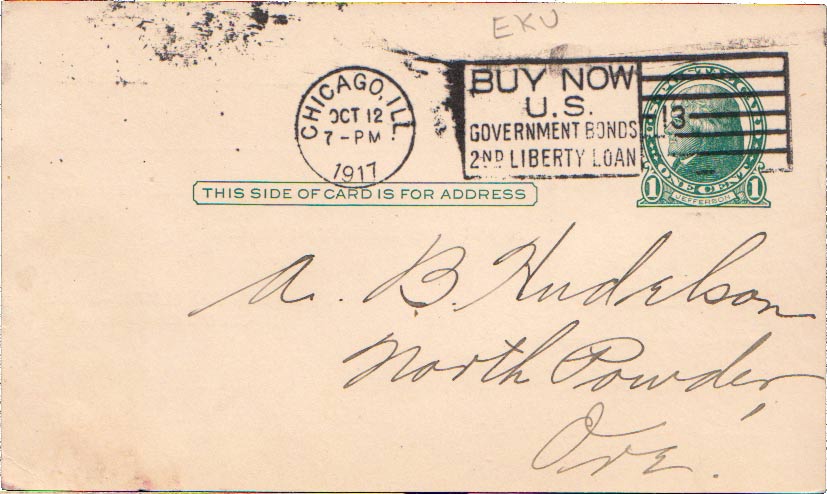 EKU
CHICAGO, ILL.
OCT 12
7-PM
1917
BUY NOW
U.S.
GOVERNMENT BONDS
2ND LIBERTY LOAN
13
U.S. POSTAGE
1 ONE CENT 1
JEFFERSON
THIS SIDE OF CARD IS FOR ADDRESS
A. B. Hudelson
North Powder,
Ore.